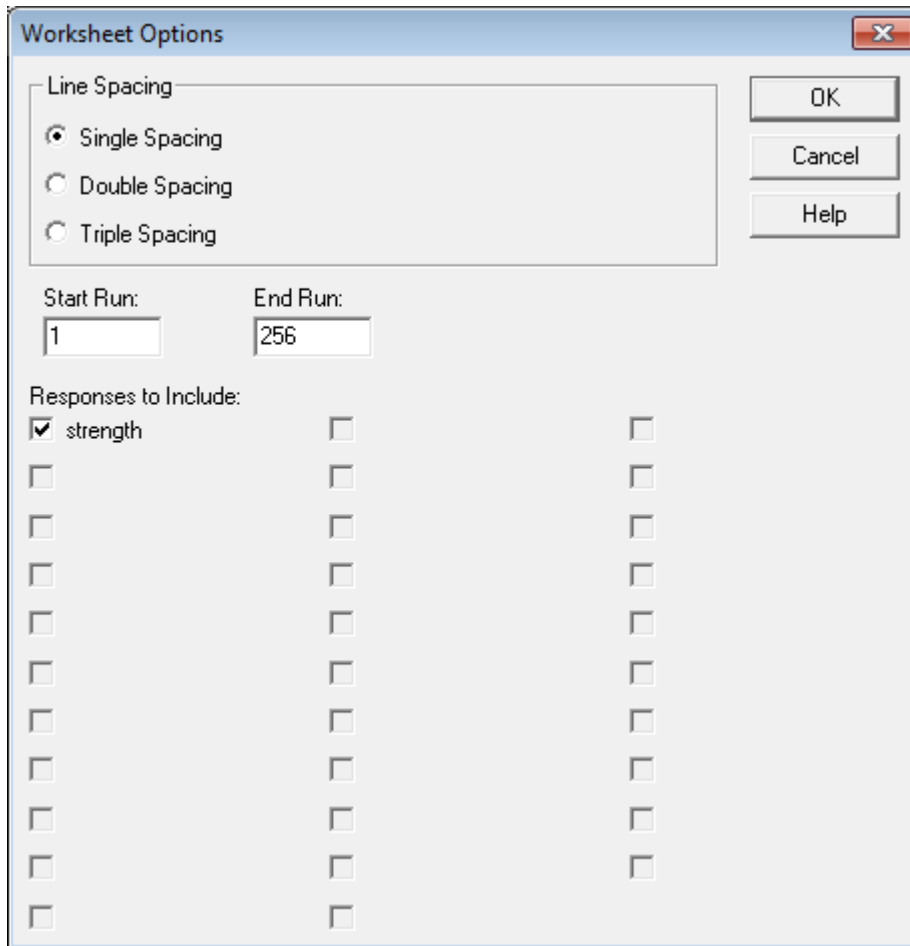 Worksheet Options
Line Spacing
Single Spacing
Double Spacing
Triple Spacing
OK
Cancel
Help
Start Run:
End Run:
1
256
Responses to Include:
strength